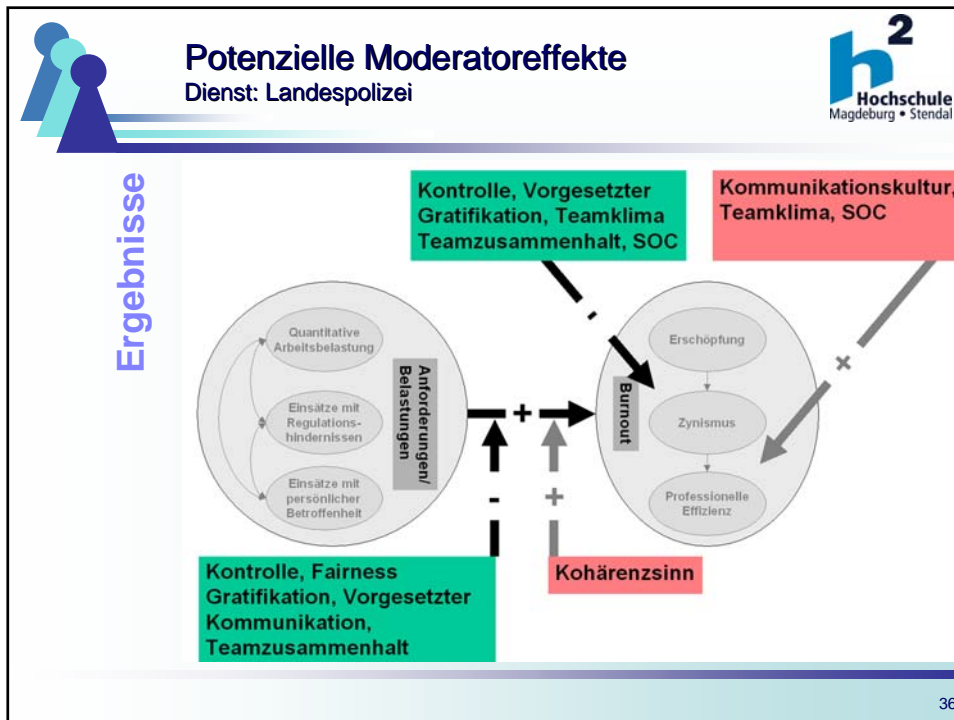 Potenzielle Moderatoreffekte
Dienst: Landespolizei
h2
Hochschule
Magdeburg • Stendal
Ergebnisse
Kontrolle, Vorgesetzter
Gratifikation, Teamklima
Teamzusammenhalt, SOC
Kommunikationskultur,
Teamklima, SOC
Quantitative
Arbeitsbelastung
Einsätze mit
Regulations-
hindernissen
Einsätze mit
persönlicher
Betroffenheit
Anforderungen/
Belastungen
+
-
+
-
+
Burnout
Erschöpfung
Zynismus
Professionelle
Effizienz
Kontrolle, Fairness
Gratifikation, Vorgesetzter
Kommunikation,
Teamzusammenhalt
Kohärenzsinn
36